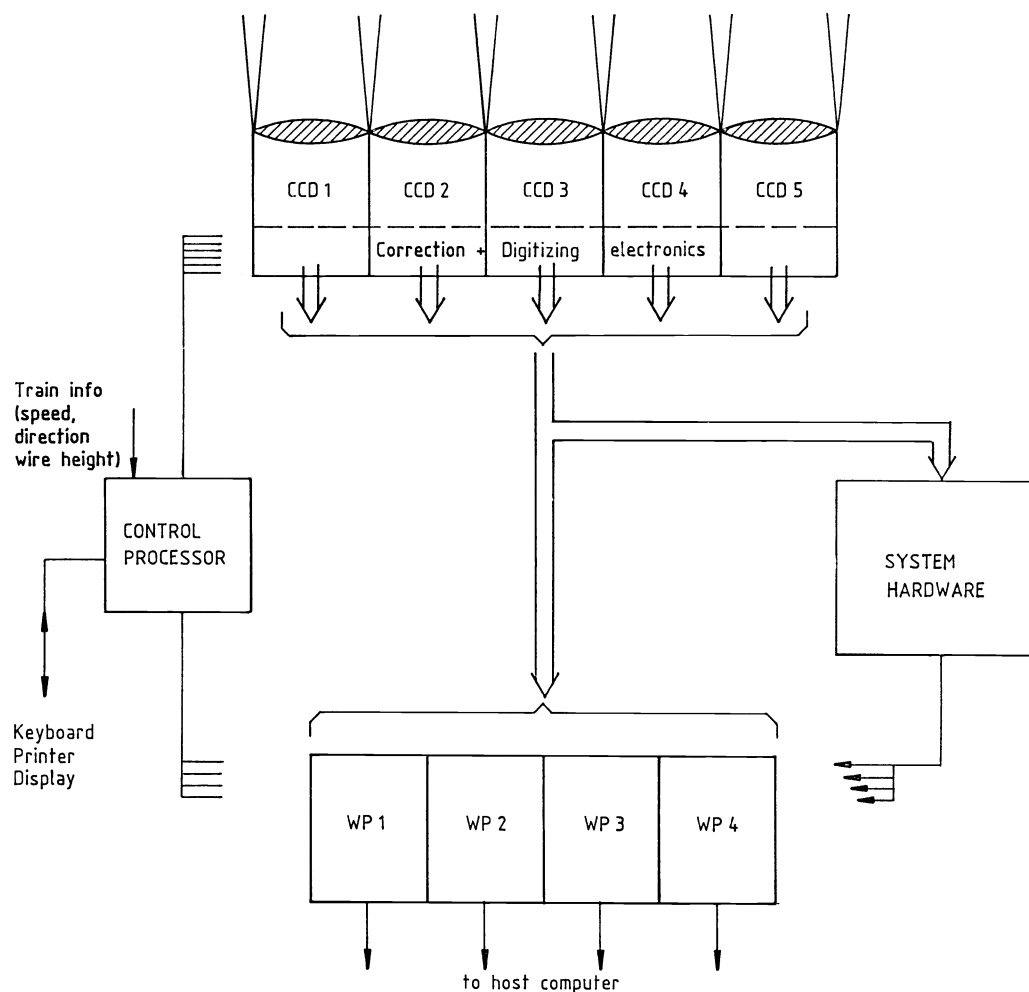 CCD 1 CCD 2 CCD 3 CCD 4 CCD 5
Correction + Digitizing electronics
Train info
(speed,
direction
wire height)
CONTROL
PROCESSOR
SYSTEM
HARDWARE
Keyboard
Printer
Display
WP 1 WP 2 WP 3 WP 4
to host computer